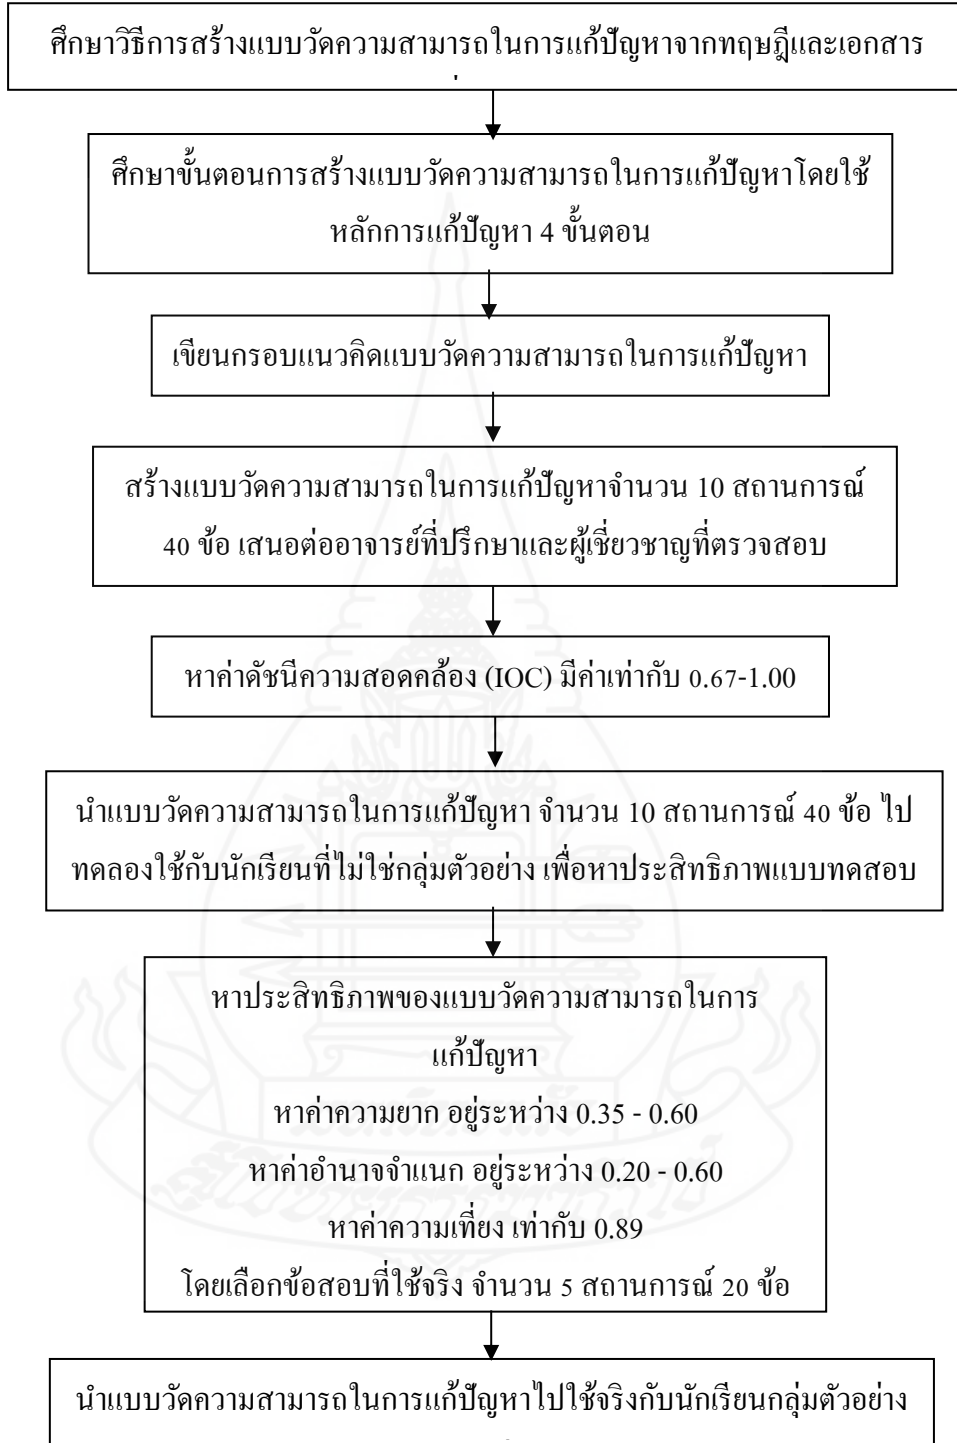 ศึกษาวิธีการสร้างแบบวัดความสามารถในการแก้ปัญหาจากทฤษฎีและเอกสาร
ศึกษาขั้นตอนการสร้างแบบวัดความสามารถในการแก้ปัญหาโดยใช้
หลักการแก้ปัญหา 4 ขั้นตอน
เขียนกรอบแนวคิดแบบวัดความสามารถในการแก้ปัญหา
สร้างแบบวัดความสามารถในการแก้ปัญหาจำนวน 10 สถานการณ์
40 ข้อ เสนอต่ออาจารย์ที่ปรึกษาและผู้เชี่ยวชาญที่ตรวจสอบ
หาค่าดัชนีความสอดคล้อง (IOC) มีค่าเท่ากับ 0.67-1.00
นำแบบวัดความสามารถในการแก้ปัญหา จำนวน 10 สถานการณ์ 40 ข้อ ไป
ทดลองใช้กับนักเรียนที่ไม่ใช่กลุ่มตัวอย่าง เพื่อหาประสิทธิภาพแบบทดสอบ
หาประสิทธิภาพของแบบวัดความสามารถในการ
แก้ปัญหา
หาค่าความยาก อยู่ระหว่าง 0.35 - 0.60
หาค่าอำนาจจำแนก อยู่ระหว่าง 0.20 - 0.60
หาค่าความเที่ยง เท่ากับ 0.89
โดยเลือกข้อสอบที่ใช้จริง จำนวน 5 สถานการณ์ 20 ข้อ
นำแบบวัดความสามารถในการแก้ปัญหาไปใช้จริงกับนักเรียนกลุ่มตัวอย่าง